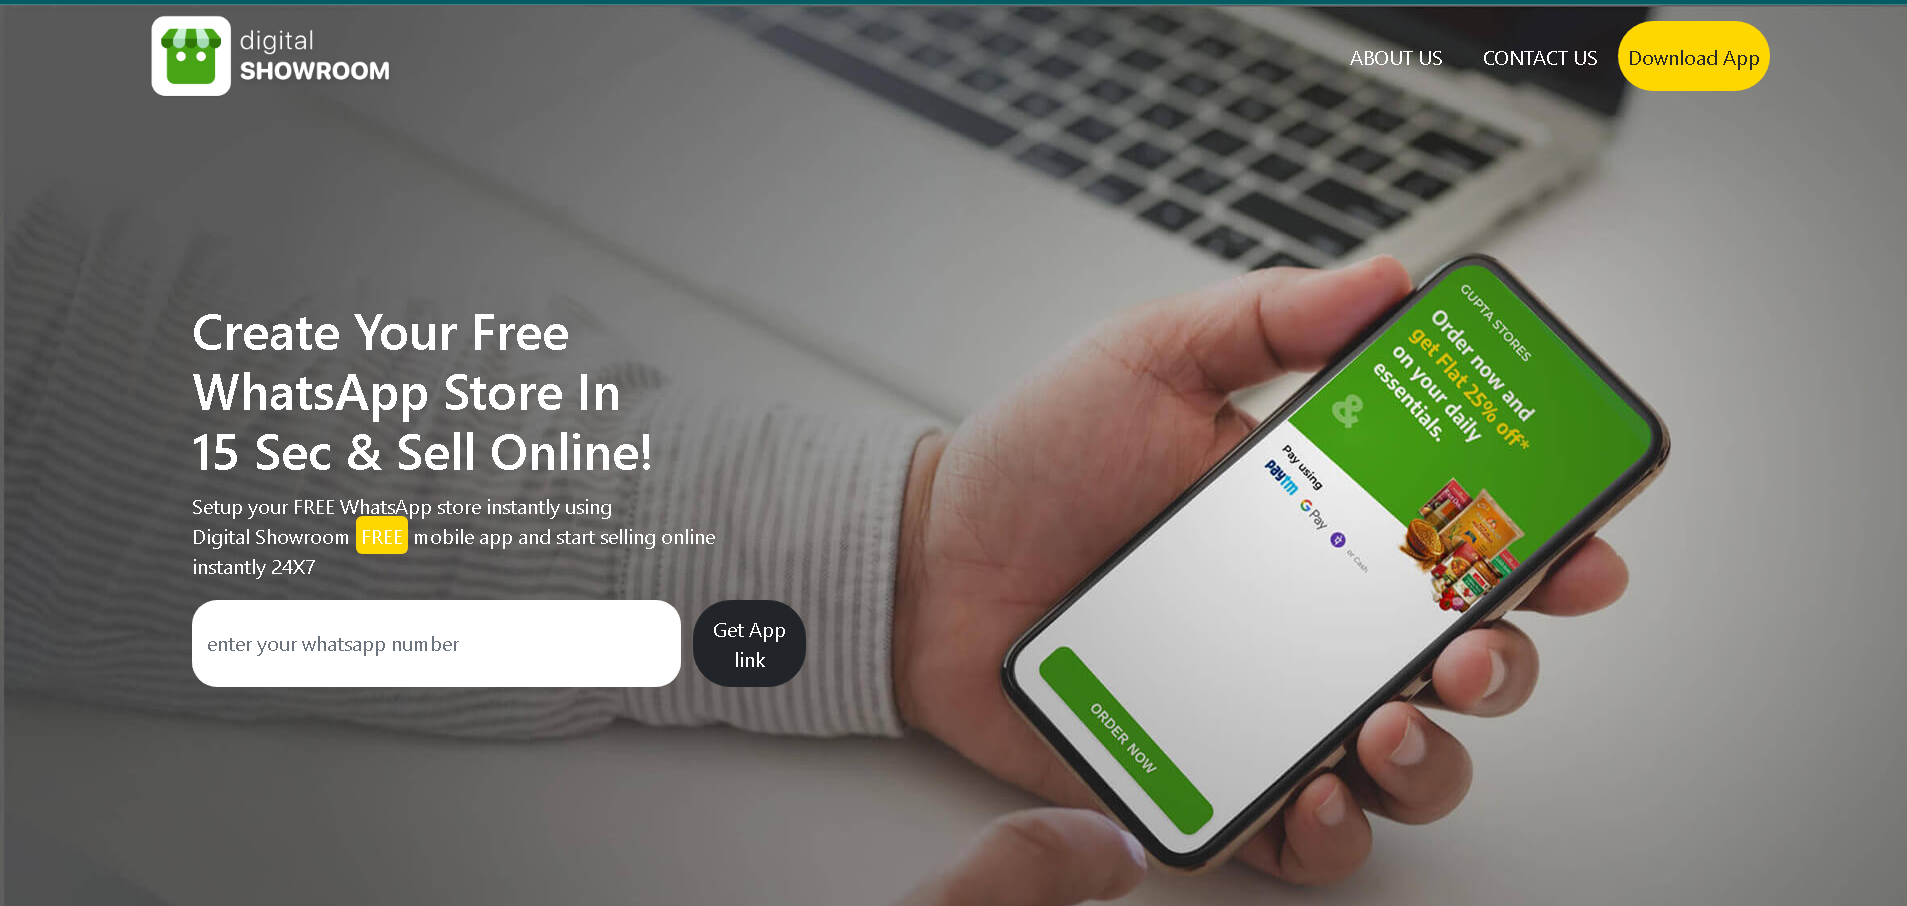 digital
SHOWROOM
ABOUT US
CONTACT US
Download App
Create Your Free
WhatsApp Store In
15 Sec & Sell Online!
Setup your FREE WhatsApp store instantly using
Digital Showroom FREE mobile app and start selling online
instantly 24X7
enter your whatsapp number
Get App
link
GUPTA STORES
Order now and
get Flat 25% off*
on your daily
essentials.
&
Pay using
paytm
G Pay
or Cash
ORDER NOW